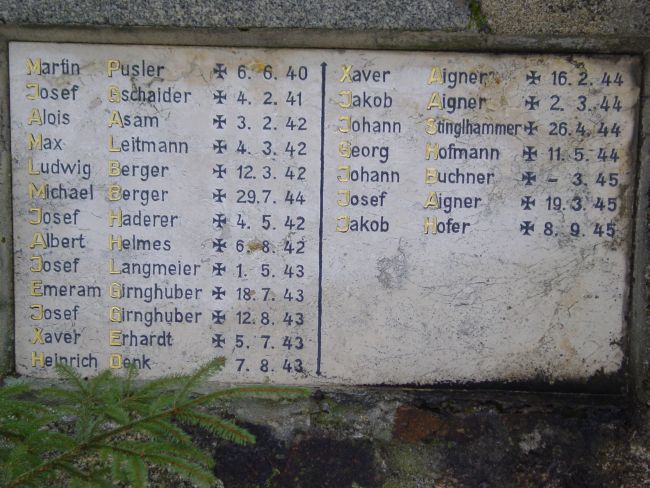 Martin Pusler ✠ 6. 6. 40
Josef Gschaider ✠ 4. 2. 41
Alois Asam ✠ 3. 2. 42
Max Leitmann ✠ 4. 3. 42
Ludwig Berger ✠ 12. 3. 42
Michael Berger ✠ 29. 7. 44
Josef Haderer ✠ 4. 5. 42
Albert Helmes ✠ 6. 8. 42
Josef Langmeier ✠ 1. 5. 43
Emeram Girnghuber ✠ 18. 7. 43
Josef Girnghuber ✠ 12. 8. 43
Xaver Erhardt ✠ 5. 7. 43
Heinrich Denk ✠ 7. 8. 43
Xaver Aigner ✠ 16. 2. 44
Jakob Aigner ✠ 2. 3. 44
Johann Stinglhammer ✠ 26. 4. 44
Georg Hofmann ✠ 11. 5. 44
Johann Buchner ✠ – 3. 45
Josef Aigner ✠ 19. 3. 45
Jakob Hofer ✠ 8. 9. 45